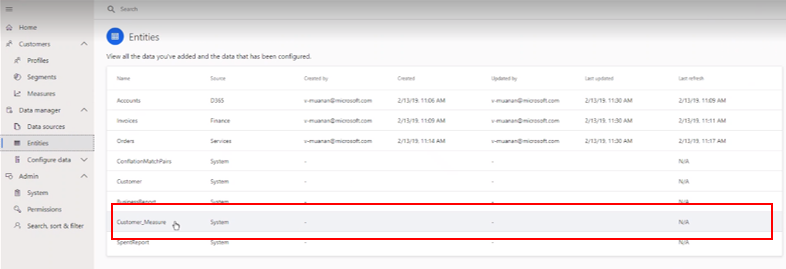 Search
Home
Customers
Profiles
Segments
Measures
Data manager
Data sources
Entities
Configure data
Admin
System
Permissions
Search, sort & filter
Entities
View all the data you've added and the data that has been configured.
Name Source Created by Created Updated by Last updated Last refresh
Accounts D365 v-muanan@microsoft.com 2/13/19, 11:06 AM v-muanan@microsoft.com 2/13/19, 11:30 AM 2/13/19, 11:09 AM
Invoices Finance v-muanan@microsoft.com 2/13/19, 11:09 AM v-muanan@microsoft.com 2/13/19, 11:30 AM 2/13/19, 11:11 AM
Orders Services v-muanan@microsoft.com 2/13/19, 11:14 AM v-muanan@microsoft.com 2/13/19, 11:30 AM 2/13/19, 11:17 AM
ConflationMatchPairs System - - N/A
Customer System - - N/A
BusinessReport System - - N/A
Customer_Measure System - - N/A
SpentReport System - - N/A